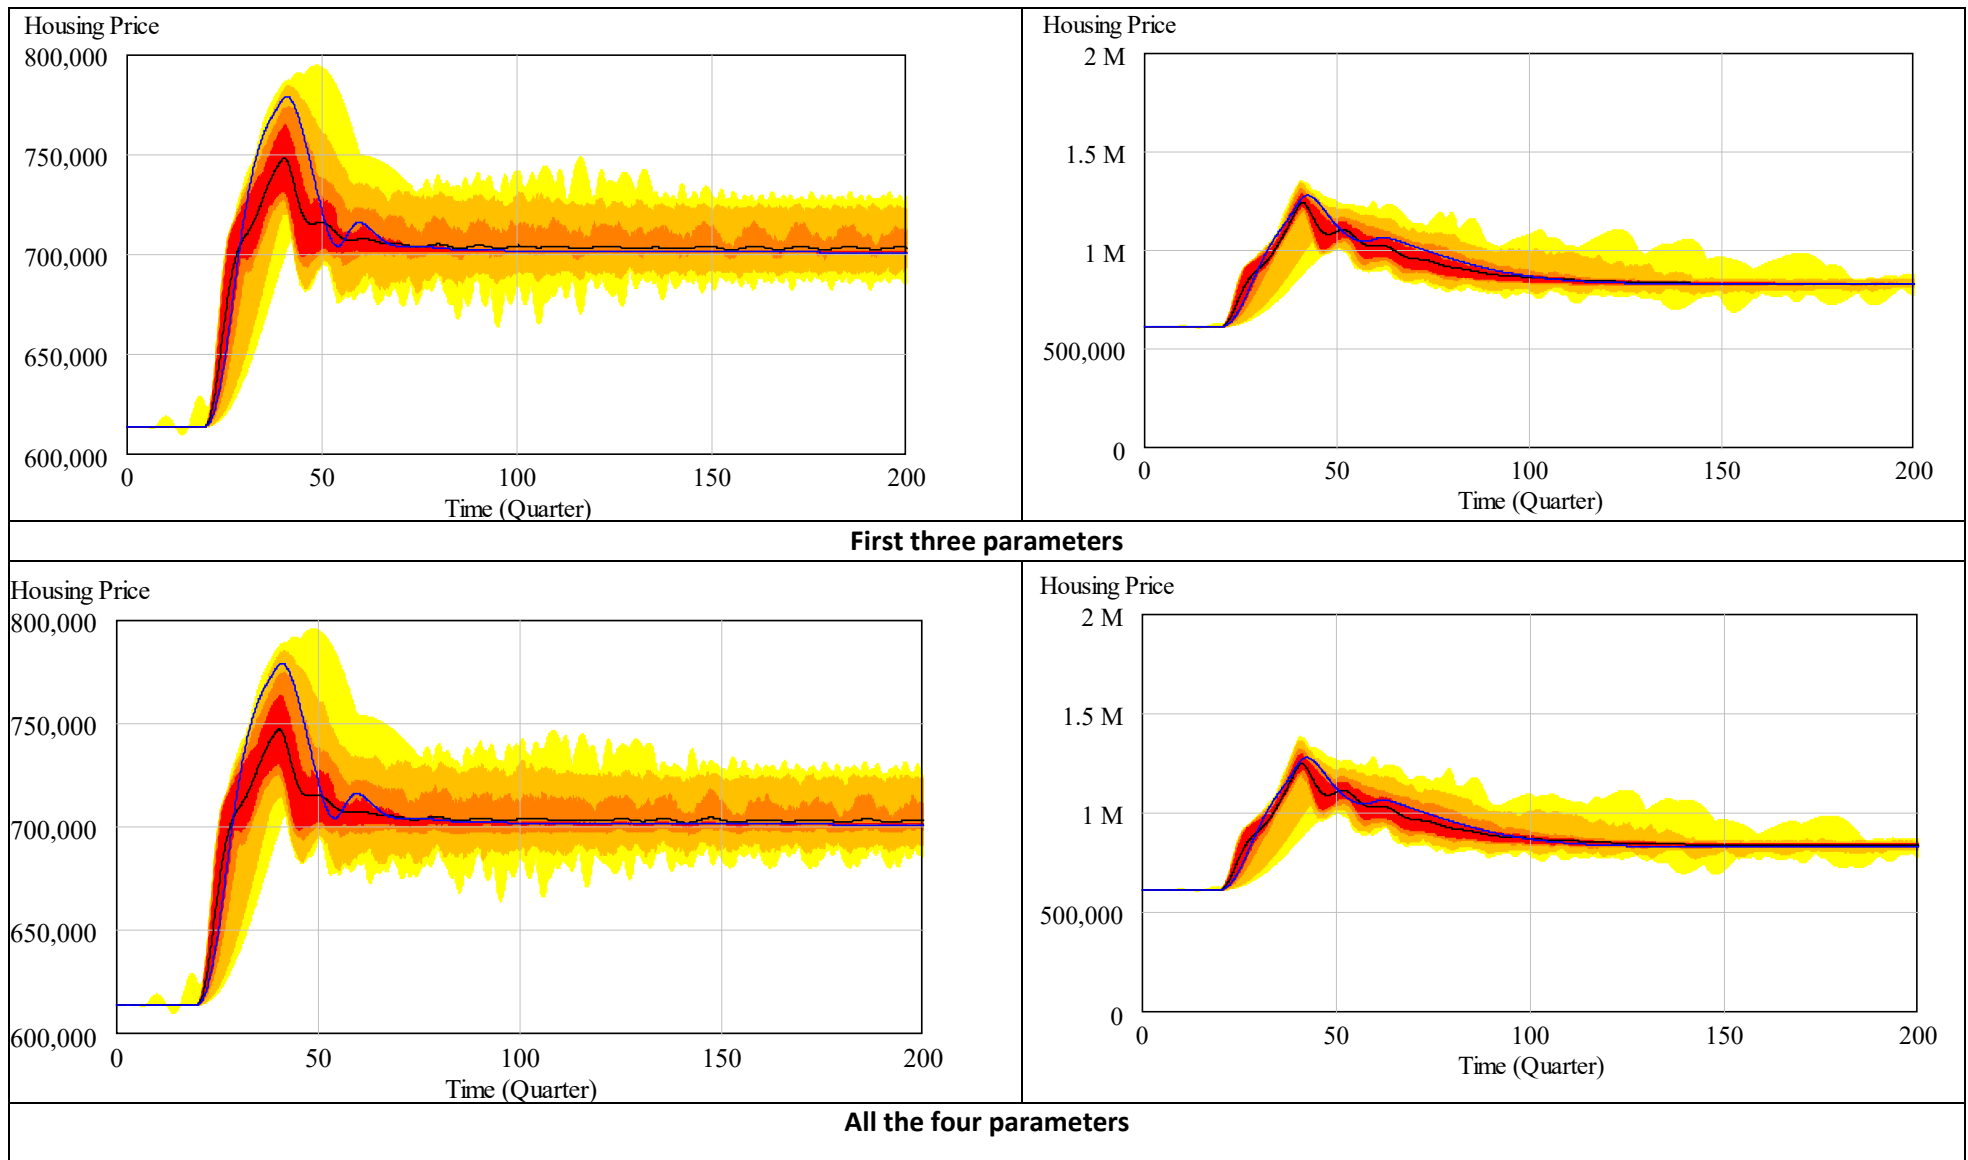 Housing Price
800,000
750,000
700,000
650,000
600,000
0 50 100 150 200
Time (Quarter)
Housing Price
2 M
1.5 M
1 M
500,000
0
0 50 100 150 200
Time (Quarter)
First three parameters
Housing Price
800,000
750,000
700,000
650,000
600,000
0 50 100 150 200
Time (Quarter)
Housing Price
2 M
1.5 M
1 M
500,000
0
0 50 100 150 200
Time (Quarter)
All the four parameters